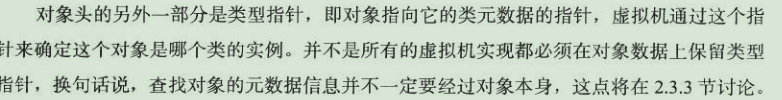 对象头的另外一部分是类型指针，即对象指向它的类元数据的指针，虚拟机通过这个指
针来确定这个对象是哪个类的实例。并不是所有的虚拟机实现都必须在对象数据上保留类型
指针，换句话说，查找对象的元数据信息并不一定要经过对象本身，这点将在 2.3.3 节讨论。